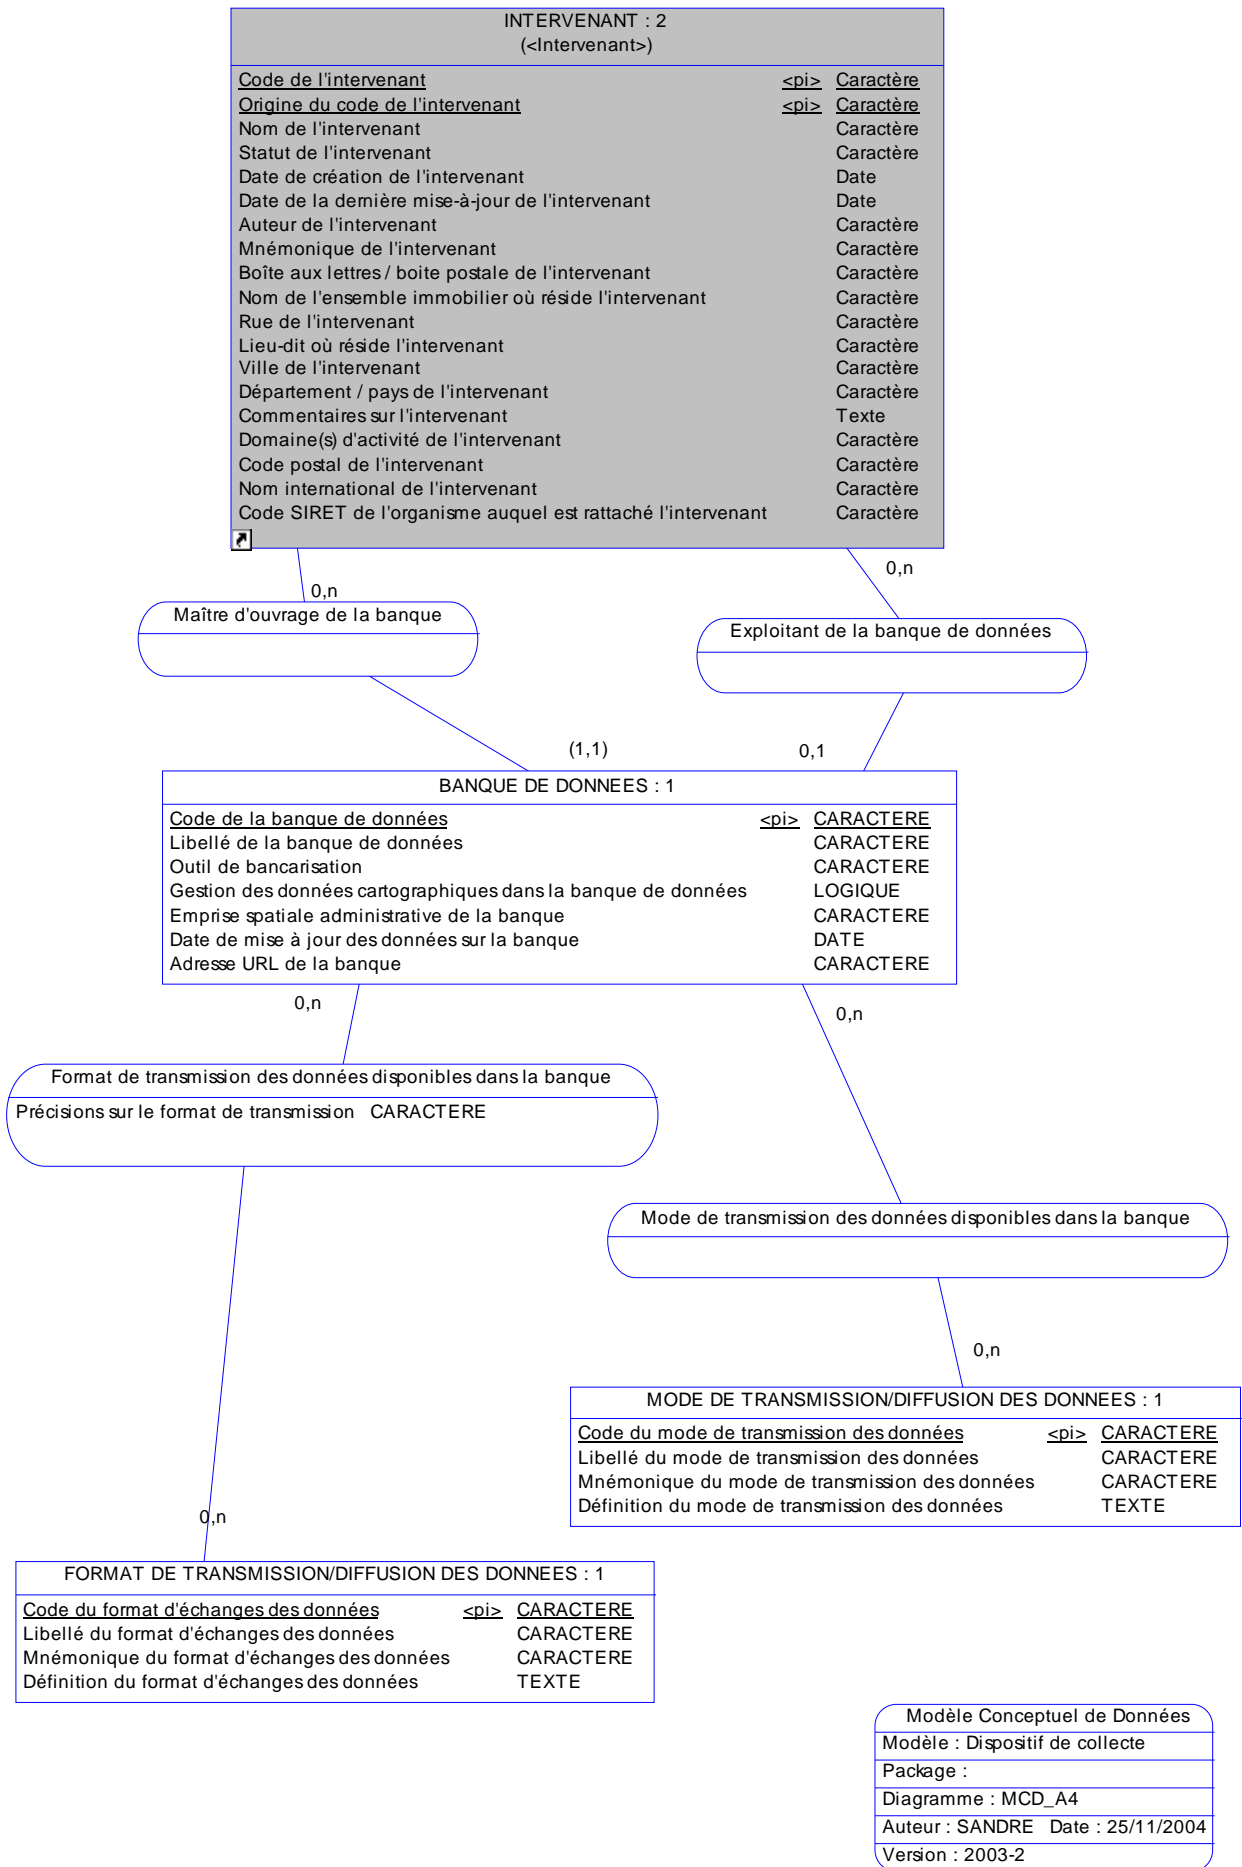 INTERVENANT : 2
(<Intervenant>)
Code de l'intervenant <pi> Caractère
Origine du code de l'intervenant <pi> Caractère
Nom de l'intervenant Caractère
Statut de l'intervenant Caractère
Date de création de l'intervenant Date
Date de la dernière mise-à-jour de l'intervenant Date
Auteur de l'intervenant Caractère
Mnémonique de l'intervenant Caractère
Boîte aux lettres / boite postale de l'intervenant Caractère
Nom de l'ensemble immobilier où réside l'intervenant Caractère
Rue de l'intervenant Caractère
Lieu-dit où réside l'intervenant Caractère
Ville de l'intervenant Caractère
Département / pays de l'intervenant Caractère
Commentaires sur l'intervenant Texte
Domaine(s) d'activité de l'intervenant Caractère
Code postal de l'intervenant Caractère
Nom international de l'intervenant Caractère
Code SIRET de l'organisme auquel est rattaché l'intervenant Caractère
0,n
0,n
Maître d'ouvrage de la banque
Exploitant de la banque de données
(1,1)
0,1
BANQUE DE DONNEES : 1
Code de la banque de données <pi> CARACTERE
Libellé de la banque de données CARACTERE
Outil de bancarisation CARACTERE
Gestion des données cartographiques dans la banque de données LOGIQUE
Emprise spatiale administrative de la banque CARACTERE
Date de mise à jour des données sur la banque DATE
Adresse URL de la banque CARACTERE
0,n
0,n
Format de transmission des données disponibles dans la banque
Précisions sur le format de transmission CARACTERE
Mode de transmission des données disponibles dans la banque
0,n
MODE DE TRANSMISSION/DIFFUSION DES DONNEES : 1
Code du mode de transmission des données <pi> CARACTERE
Libellé du mode de transmission des données CARACTERE
Mnémonique du mode de transmission des données CARACTERE
Définition du mode de transmission des données TEXTE
0,n
FORMAT DE TRANSMISSION/DIFFUSION DES DONNEES : 1
Code du format d'échanges des données <pi> CARACTERE
Libellé du format d'échanges des données CARACTERE
Mnémonique du format d'échanges des données CARACTERE
Définition du format d'échanges des données TEXTE
Modèle Conceptuel de Données
Modèle : Dispositif de collecte
Package :
Diagramme : MCD_A4
Auteur : SANDRE Date : 25/11/2004
Version : 2003-2